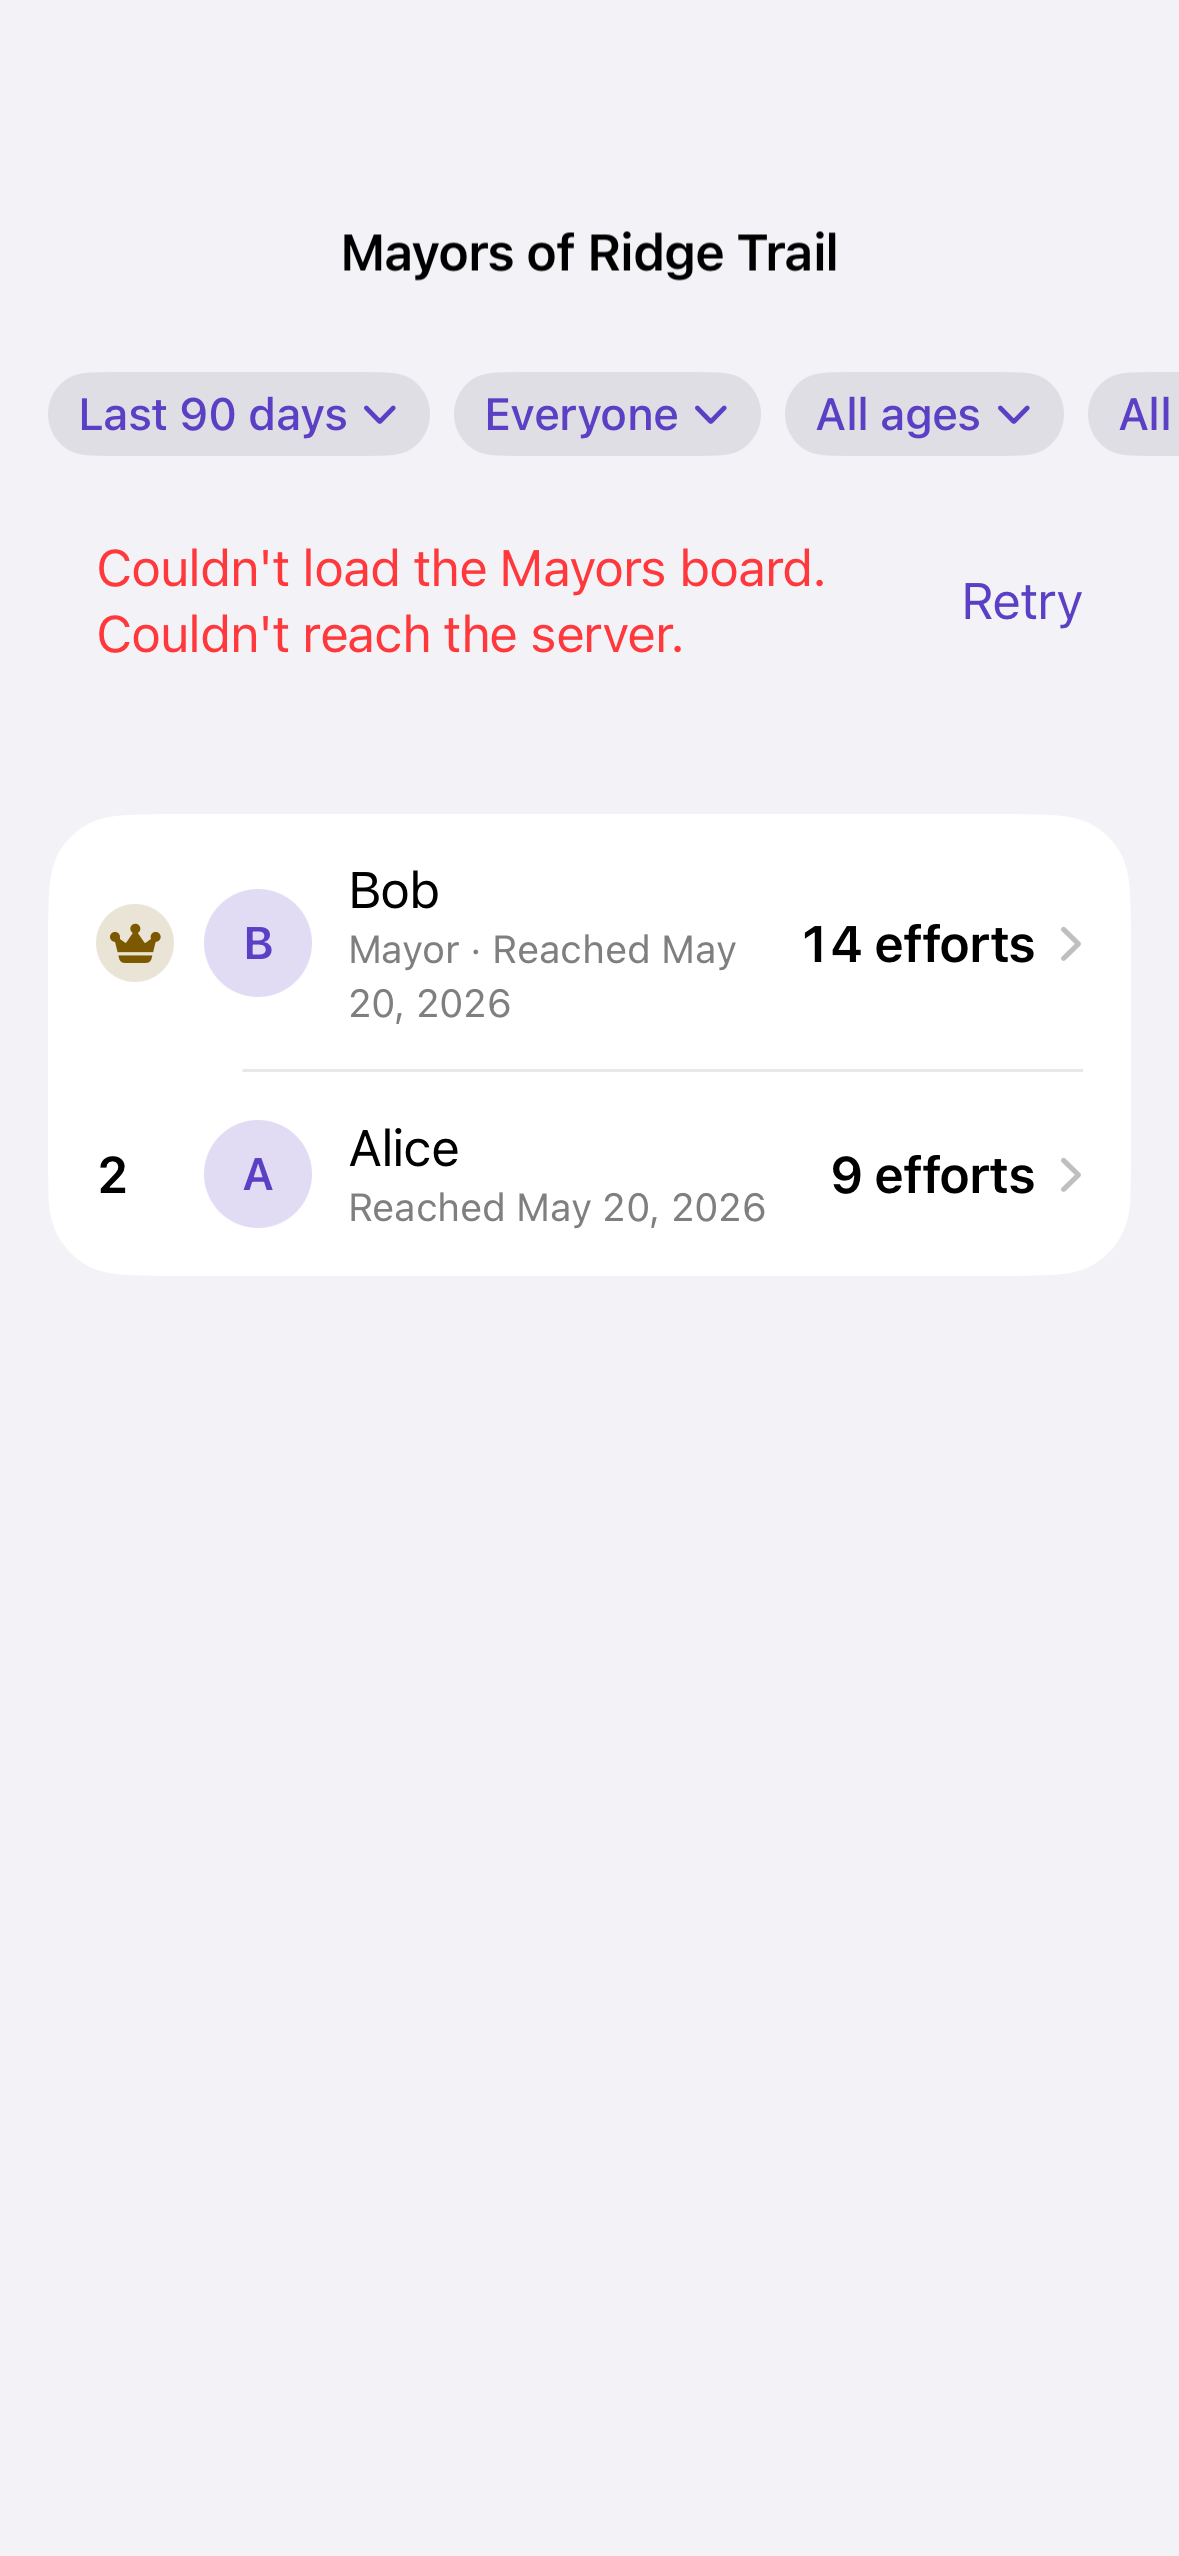 Mayors of Ridge Trail
Last 90 days
Everyone
All ages
All
Couldn't load the Mayors board.
Couldn't reach the server.
Retry
B
Bob
Mayor · Reached May
20, 2026
14 efforts
2
A
Alice
Reached May 20, 2026
9 efforts